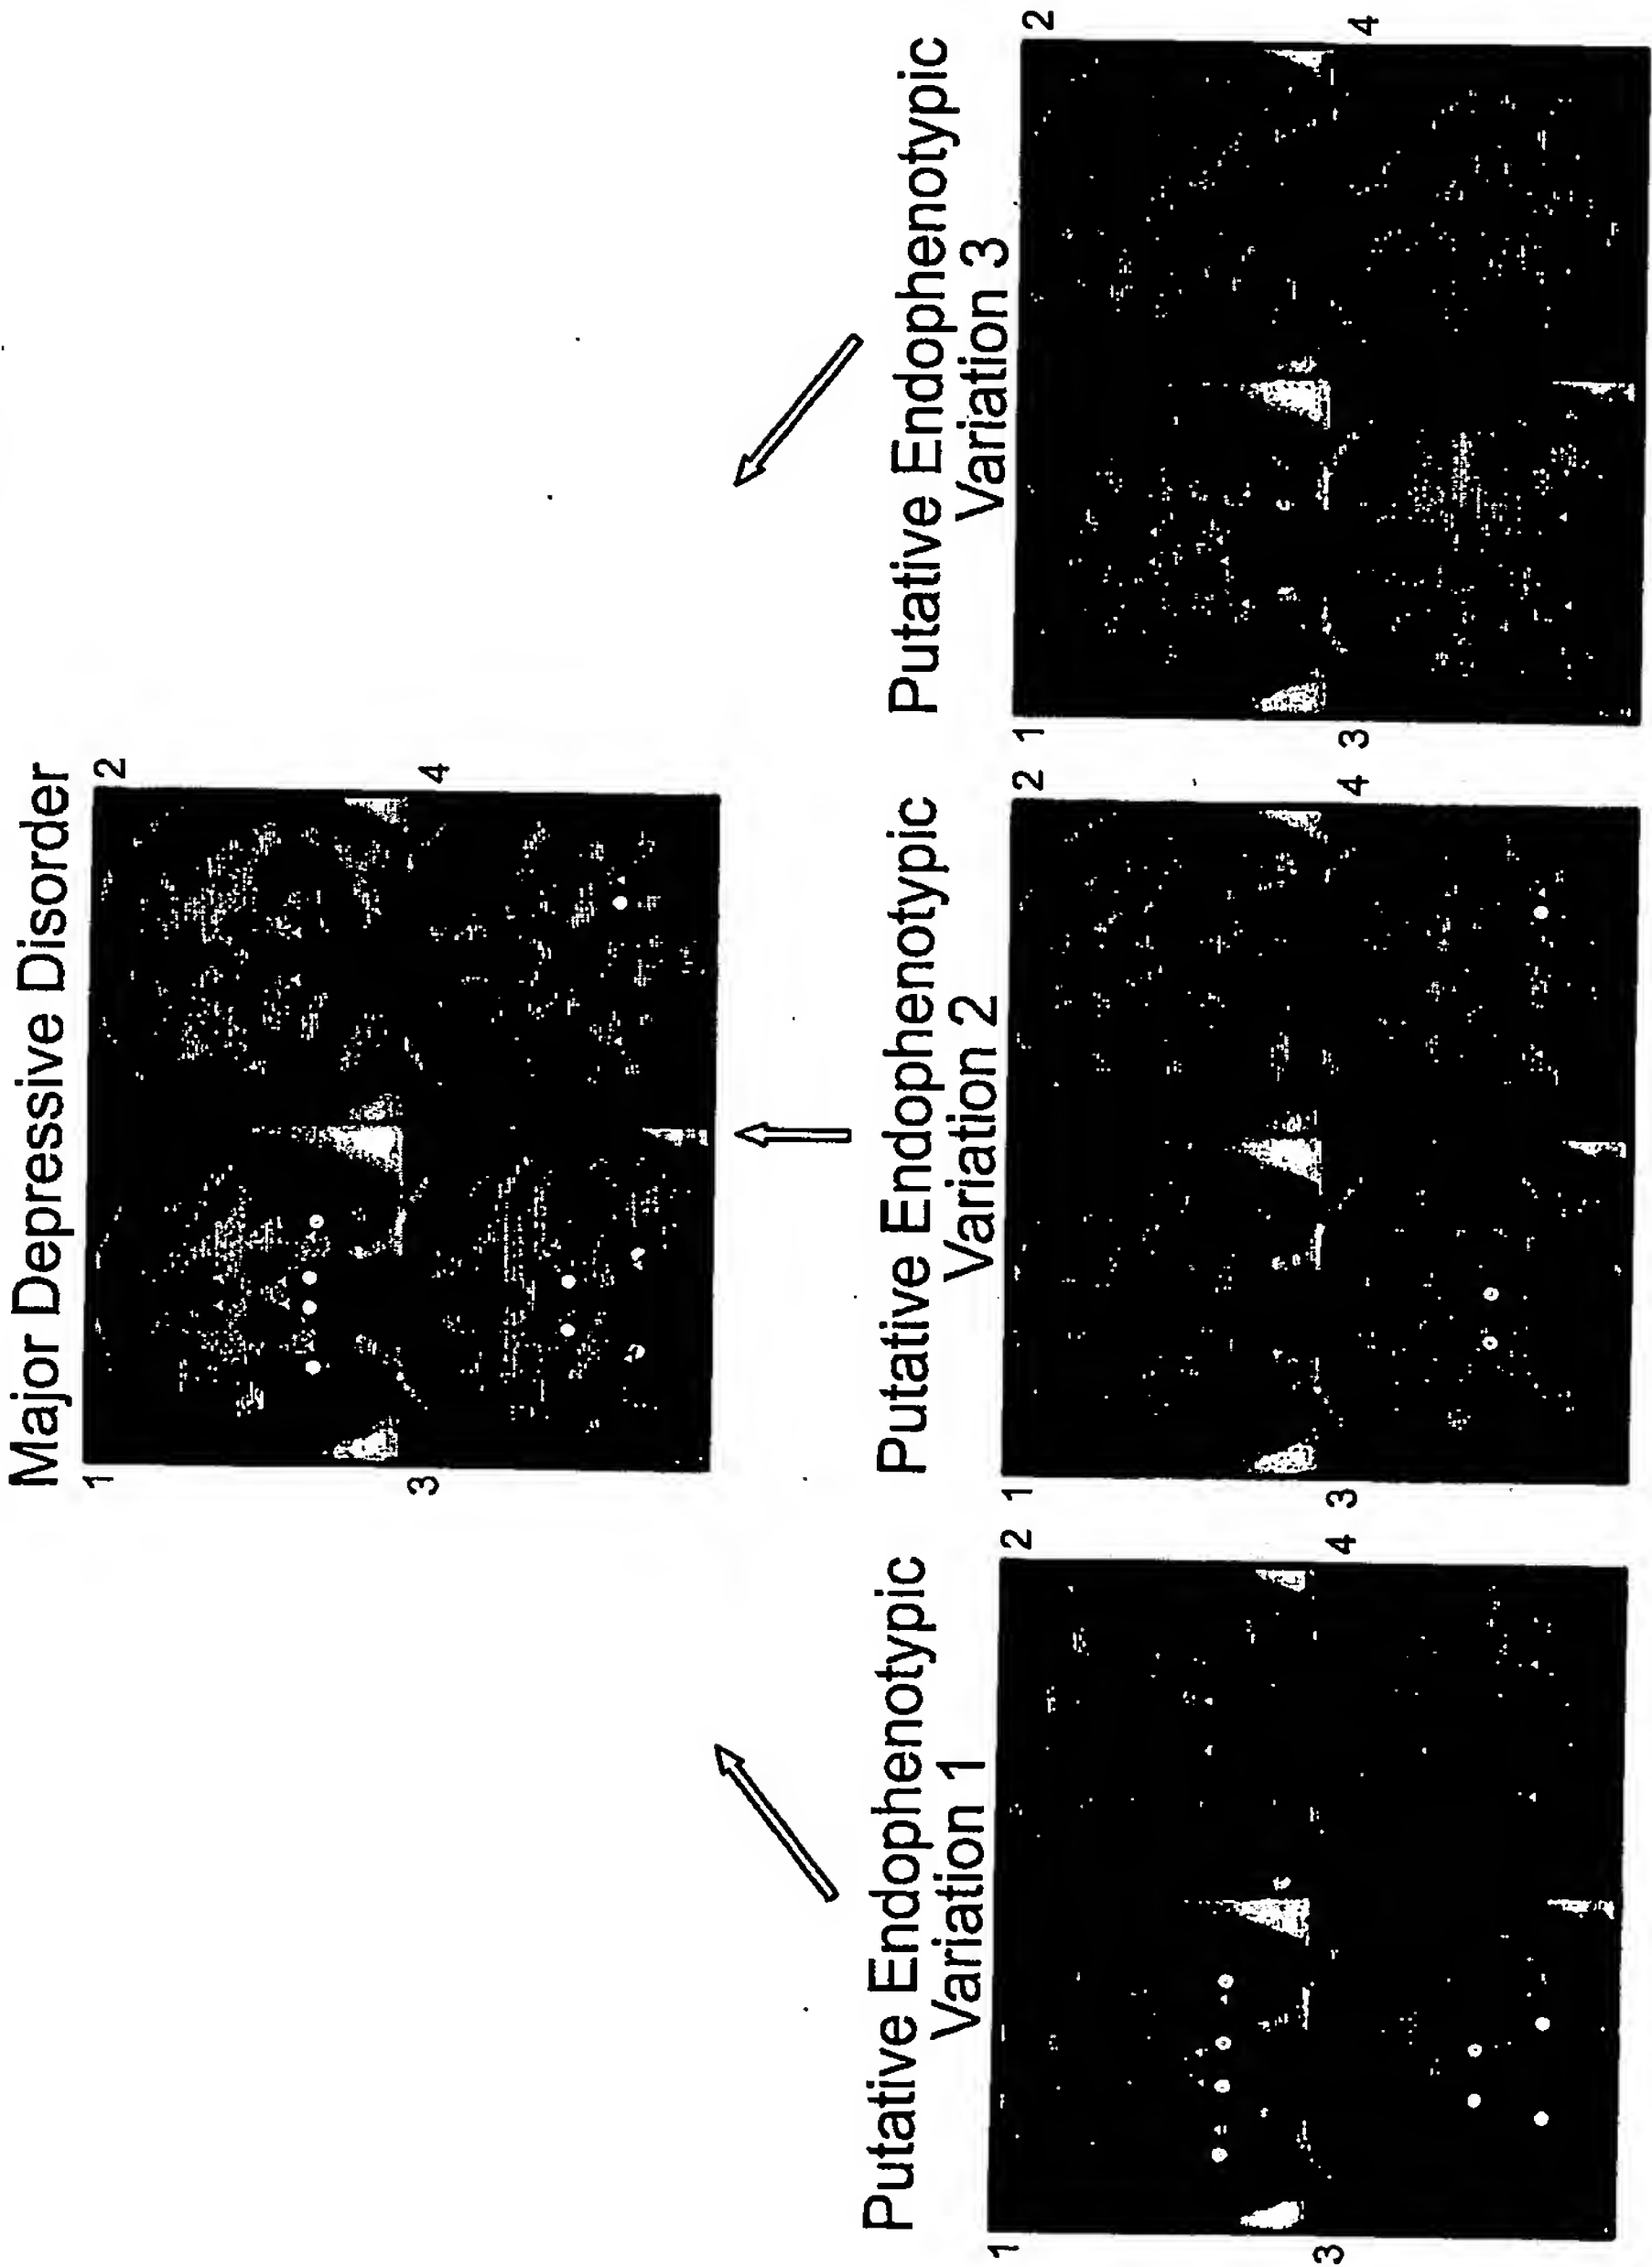 Major Depressive Disorder
1
2
3
4
Putative Endophenotypic
Variation 1
1
2
3
4
Putative Endophenotypic
Variation 2
1
2
3
4
Putative Endophenotypic
Variation 3
1
2
3
4